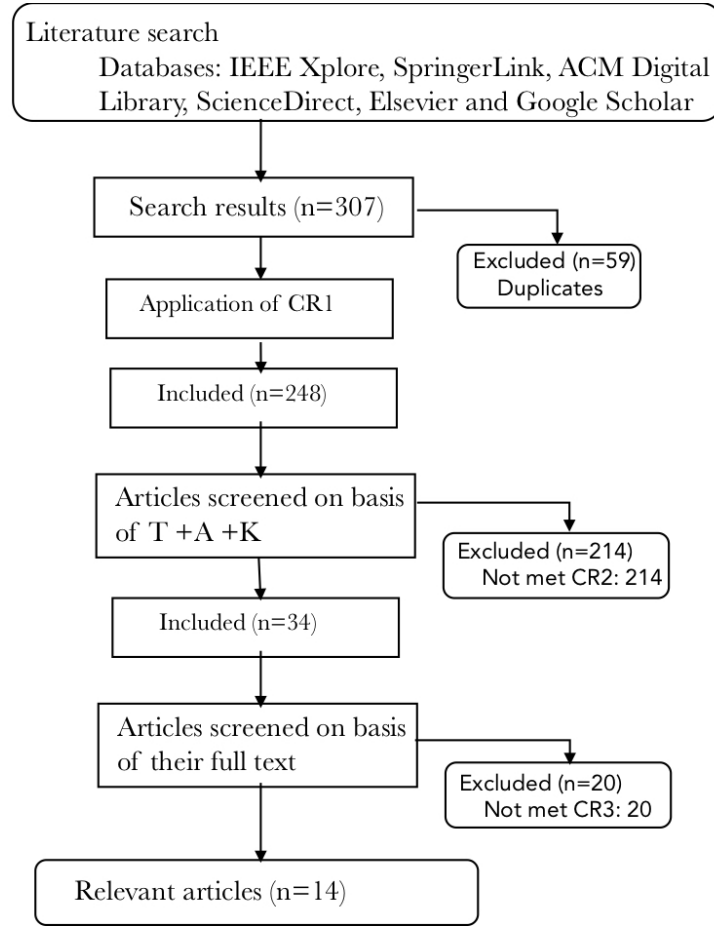 Literature search
Databases: IEEE Xplore, SpringerLink, ACM Digital
Library, ScienceDirect, Elsevier and Google Scholar
Search results (n=307)
Excluded (n=59)
Duplicates
Application of CR1
Included (n=248)
Articles screened on basis
of T +A +K
Excluded (n=214)
Not met CR2: 214
Included (n=34)
Articles screened on basis
of their full text
Excluded (n=20)
Not met CR3: 20
Relevant articles (n=14)